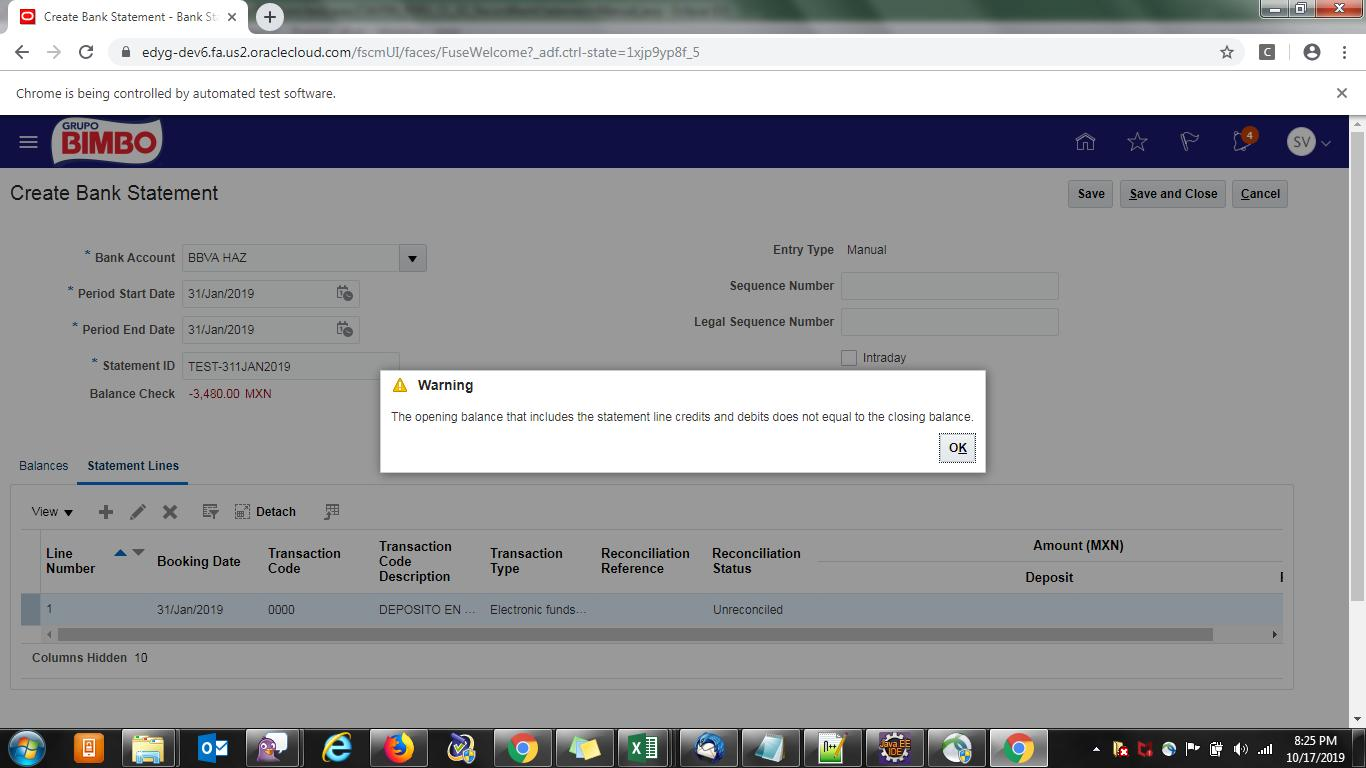 Create Bank Statement - Bank Sta
edyg-dev6.fa.us2.oraclecloud.com/fscmUI/faces/FuseWelcome?_adf.ctrl-state=1xjp9yp8f_5
C
Chrome is being controlled by automated test software.
GRUPO
BIMBO
4
SV
Create Bank Statement
Save
Save and Close
Cancel
* Bank Account BBVA HAZ
Entry Type Manual
* Period Start Date 31/Jan/2019
Sequence Number
* Period End Date 31/Jan/2019
Legal Sequence Number
* Statement ID TEST-311JAN2019
Intraday
Balance Check -3,480.00 MXN
Warning
The opening balance that includes the statement line credits and debits does not equal to the closing balance.
OK
Balances Statement Lines
View Detach
Line Number
Booking Date
Transaction Code
Transaction Code Description
Transaction Type
Reconciliation Reference
Reconciliation Status
Amount (MXN)
Deposit
1 31/Jan/2019 0000 DEPOSITO EN ... Electronic funds... Unreconciled
Columns Hidden 10
Java EE
IDE
8:25 PM
10/17/2019